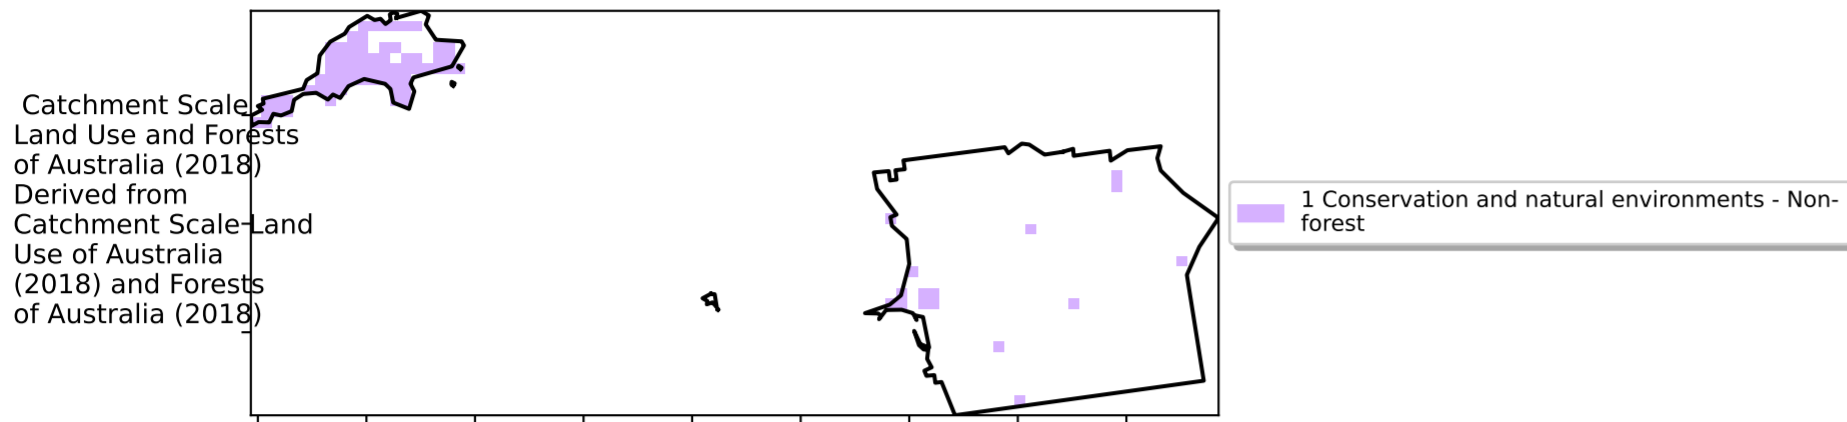 Catchment Scale
Land Use and Forests
of Australia (2018)
Derived from
Catchment Scale Land
Use of Australia
(2018) and Forests
of Australia (2018)
1 Conservation and natural environments - Non-
forest